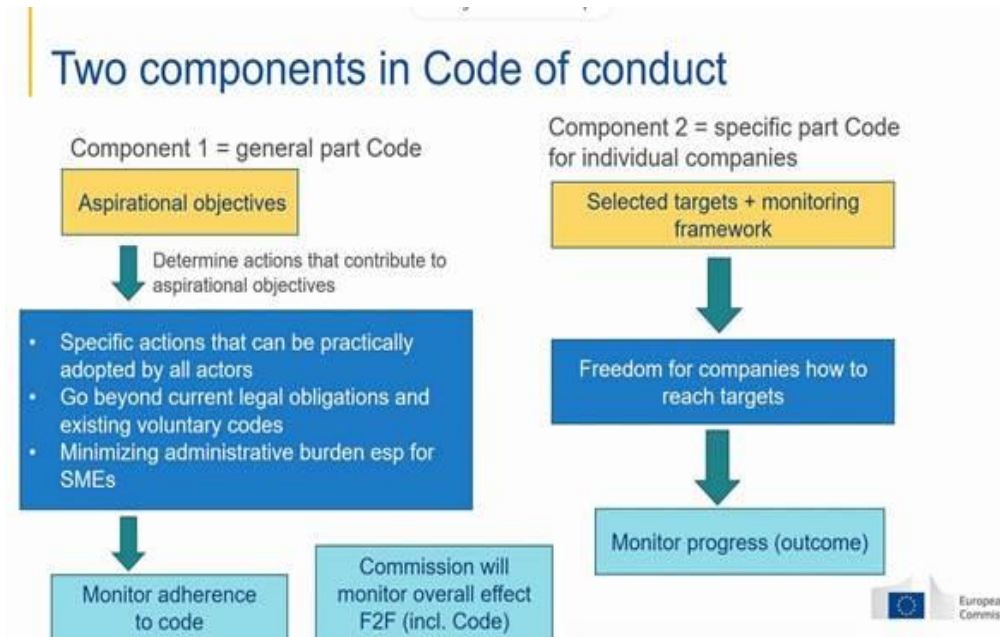 Two components in Code of conduct
Component 1 = general part Code
Aspirational objectives
Determine actions that contribute to
aspirational objectives
• Specific actions that can be practically
adopted by all actors
• Go beyond current legal obligations and
existing voluntary codes
• Minimizing administrative burden esp for
SMEs
Monitor adherence
to code
Commission will
monitor overall effect
F2F (incl. Code)
Component 2 = specific part Code
for individual companies
Selected targets + monitoring
framework
Freedom for companies how to
reach targets
Monitor progress (outcome)